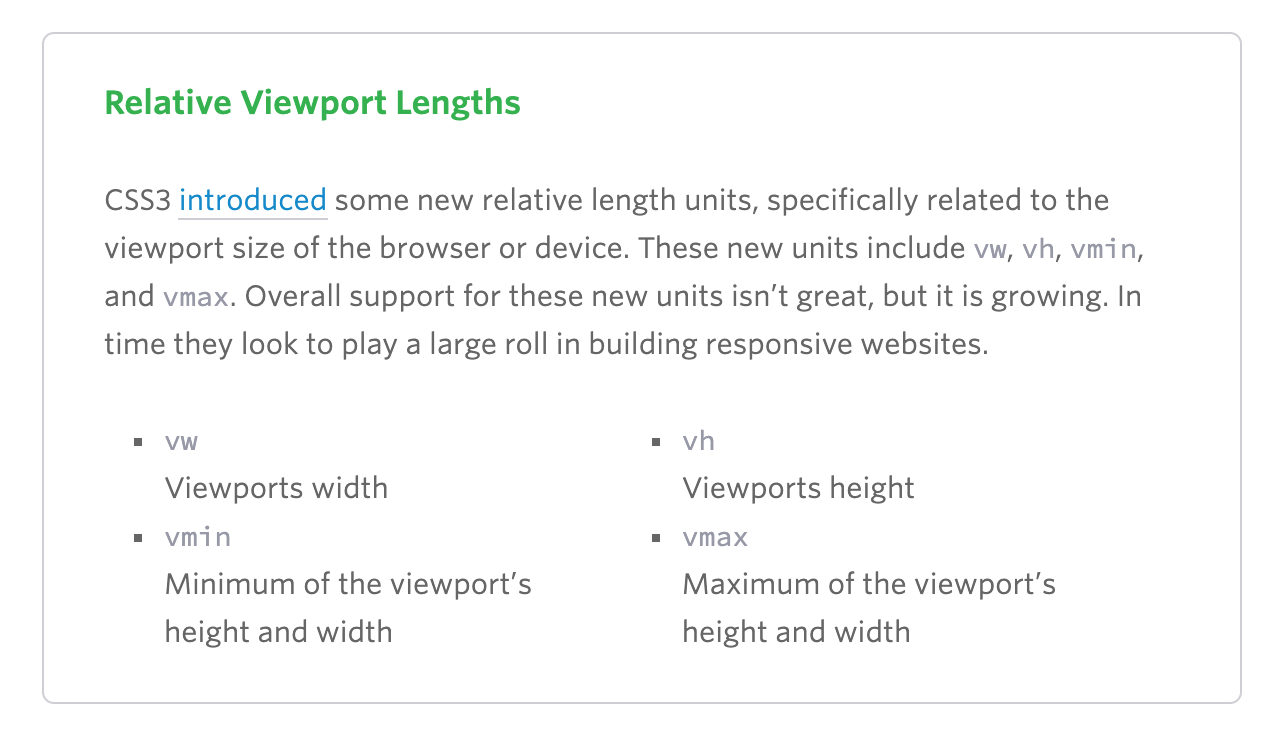 Relative Viewport Lengths
CSS3 introduced some new relative length units, specifically related to the
viewport size of the browser or device. These new units include vw, vh, vmin,
and vmax. Overall support for these new units isn’t great, but it is growing. In
time they look to play a large roll in building responsive websites.
▪ vw
Viewports width
▪ vmin
Minimum of the viewport’s
height and width
▪ vh
Viewports height
▪ vmax
Maximum of the viewport’s
height and width